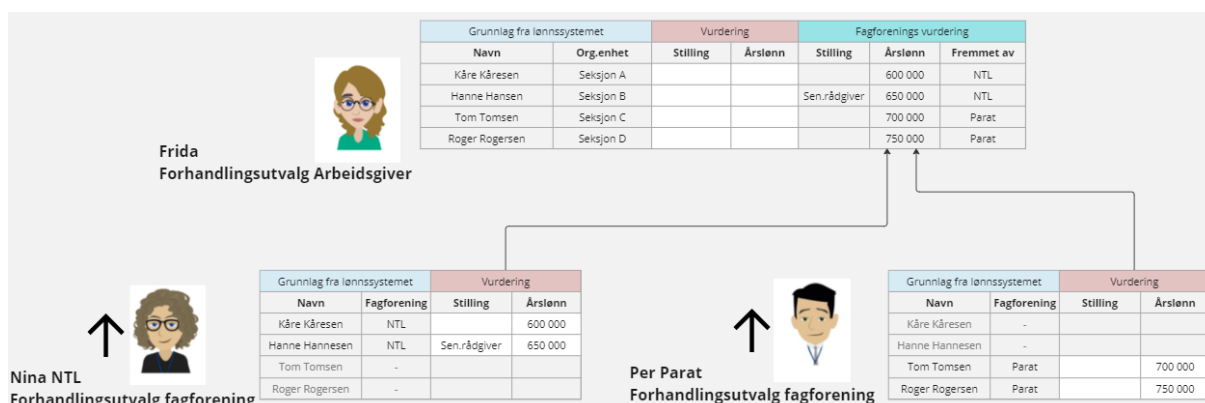 Grunnlag fra lønnssystemet Vurdering Fagforenings vurdering
Navn Org.enhet Stilling Årslønn Stilling Årslønn Fremmet av
Kåre Kåresen Seksjon A 600 000 NTL
Hanne Hansen Seksjon B Sen.rådgiver 650 000 NTL
Tom Tomsen Seksjon C 700 000 Parat
Roger Rogersen Seksjon D 750 000 Parat
Frida
Forhandlingsutvalg Arbeidsgiver
Grunnlag fra lønnssystemet Vurdering
Navn Fagforening Stilling Årslønn
Kåre Kåresen NTL 600 000
Hanne Hannesen NTL Sen.rådgiver 650 000
Tom Tomsen -
Roger Rogersen -
Nina NTL
Forhandlingsutvalg fagforening
Grunnlag fra lønnssystemet Vurdering
Navn Fagforening Stilling Årslønn
Kåre Kåresen -
Hanne Hannesen -
Tom Tomsen Parat 700 000
Roger Rogersen Parat 750 000
Per Parat
Forhandlingsutvalg fagforening